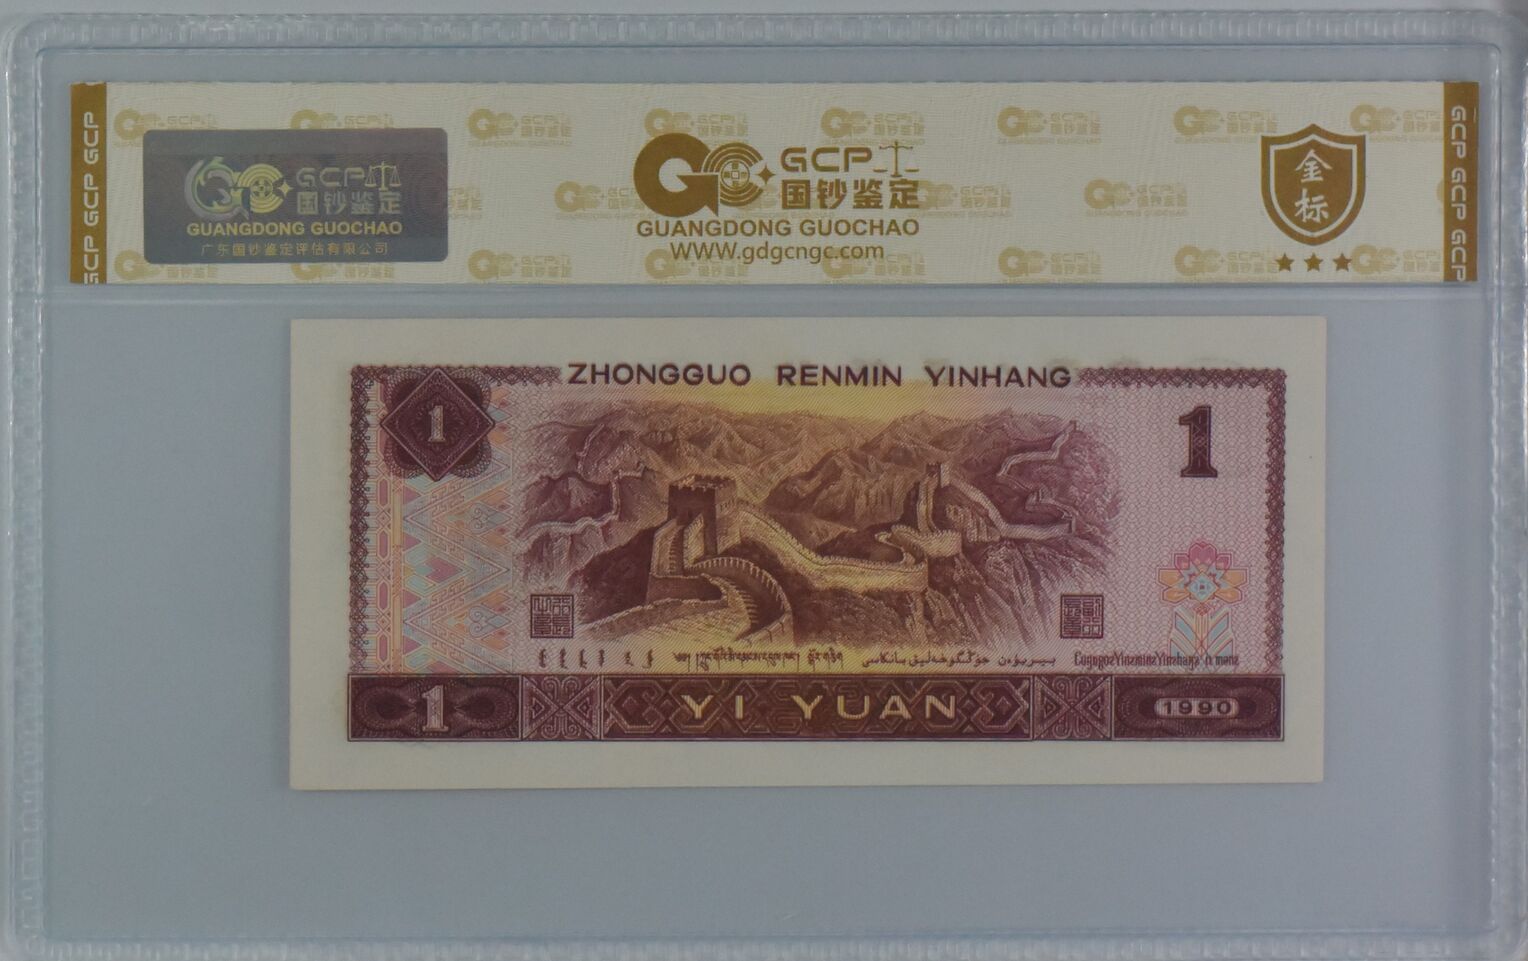 GCP GCP GCP
GCP 国钞鉴定
GUANGDONG GUOCHAO
广东国钞鉴定评估有限公司
GCP
国钞鉴定
GUANGDONG GUOCHAO
WWW.gdgcngc.com
金标
GCP GCP GCP
ZHONGGUO RENMIN YINHANG
1
1
1
YI YUAN
1990